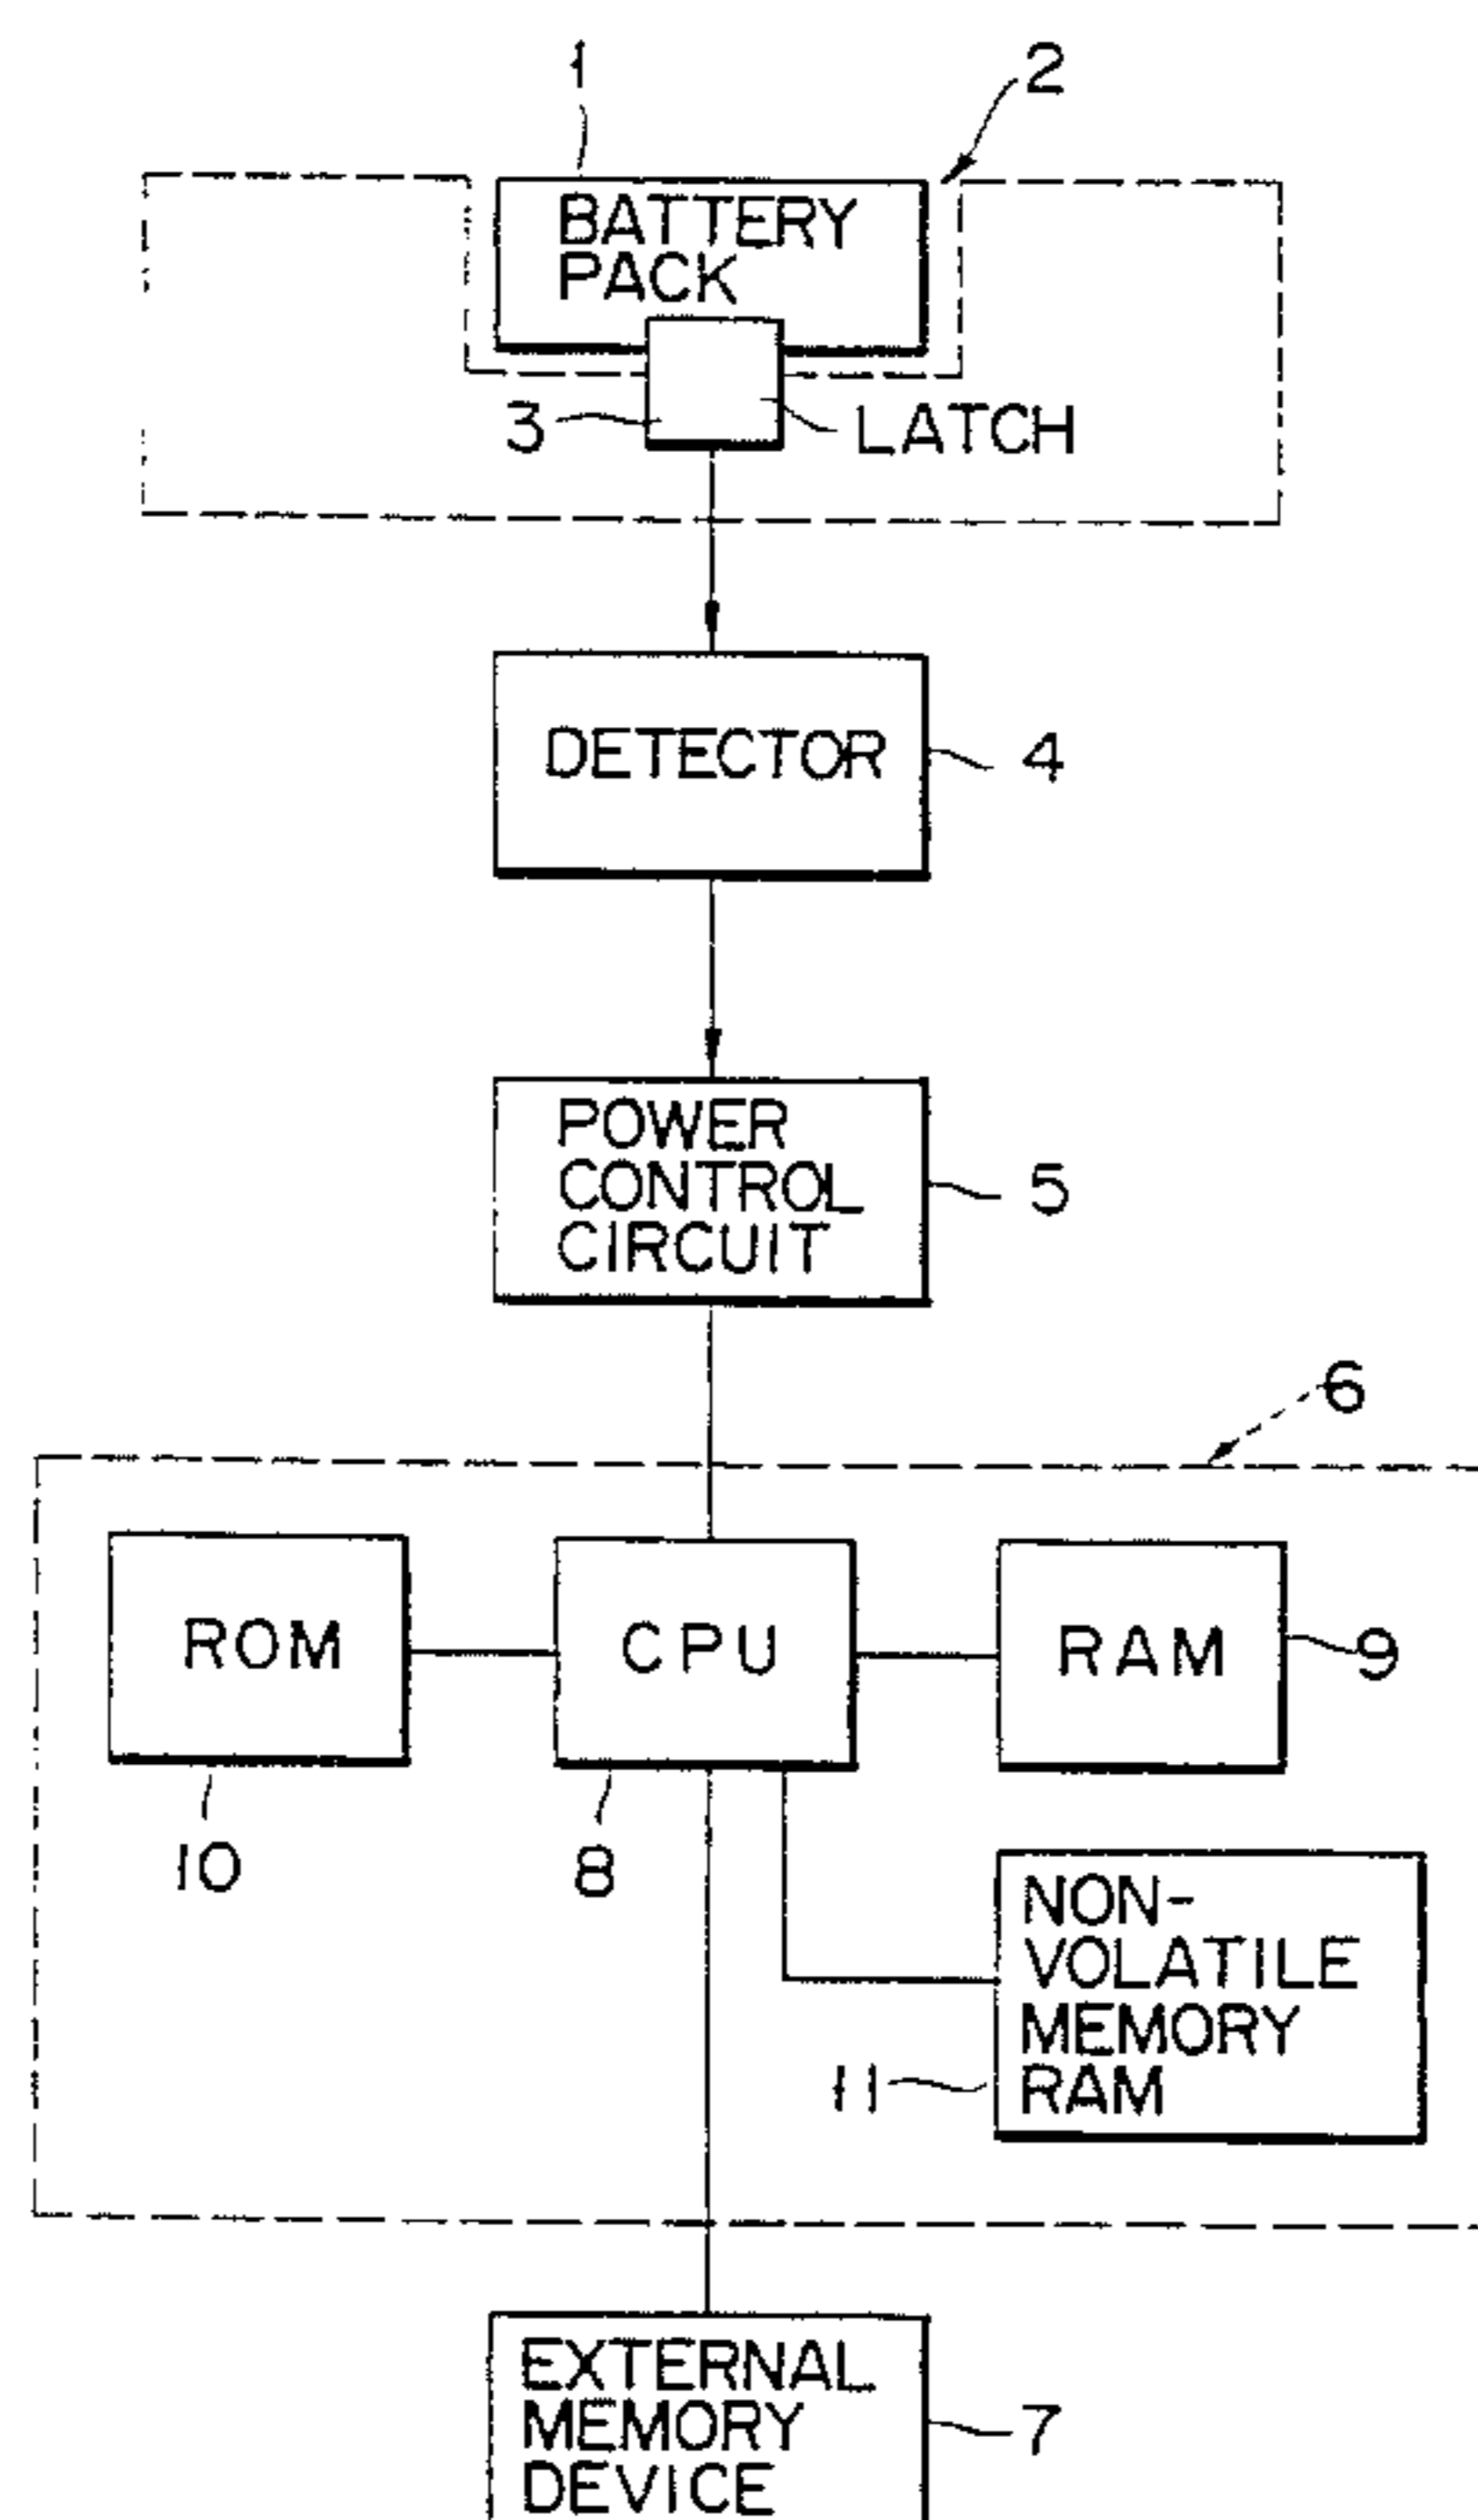 1
2
BATTERY
PACK
3
LATCH
DETECTOR
4
POWER
CONTROL
CIRCUIT
5
6
ROM
CPU
RAM
9
10
8
NON-
VOLATILE
MEMORY
RAM
11
EXTERNAL
MEMORY
DEVICE
7